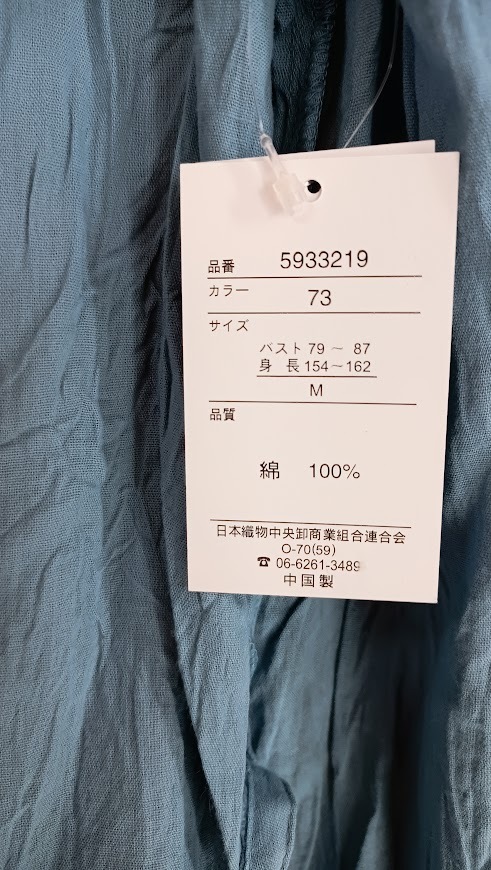 品番 5933219
カラー 73
サイズ
バスト 79 ～ 87
身 長 154～162
M
品質
綿 100%
日本織物中央卸商業組合連合会
O-70(59)
☎ 06-6261-3489
中国製